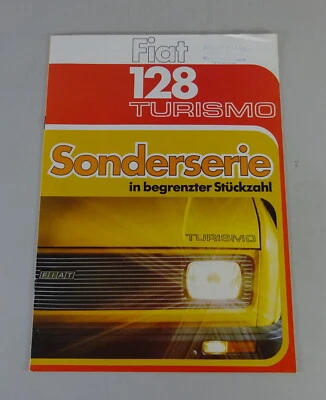 Fiat
128
TURISMO
Sonderserie
in begrenzter Stückzahl
TURISMO
FIAT